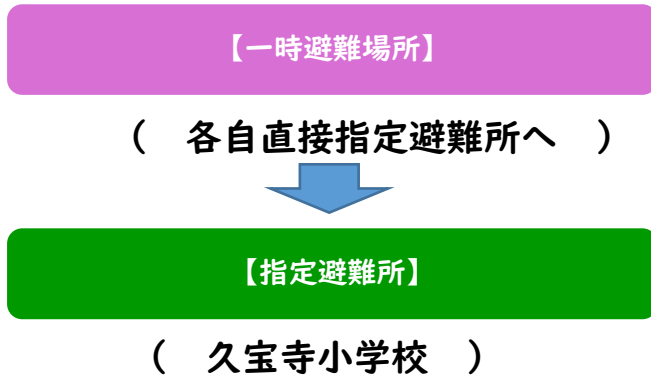 【一時避難場所】
(　各自直接指定避難所へ　)
【指定避難所】
(　久宝寺小学校　)